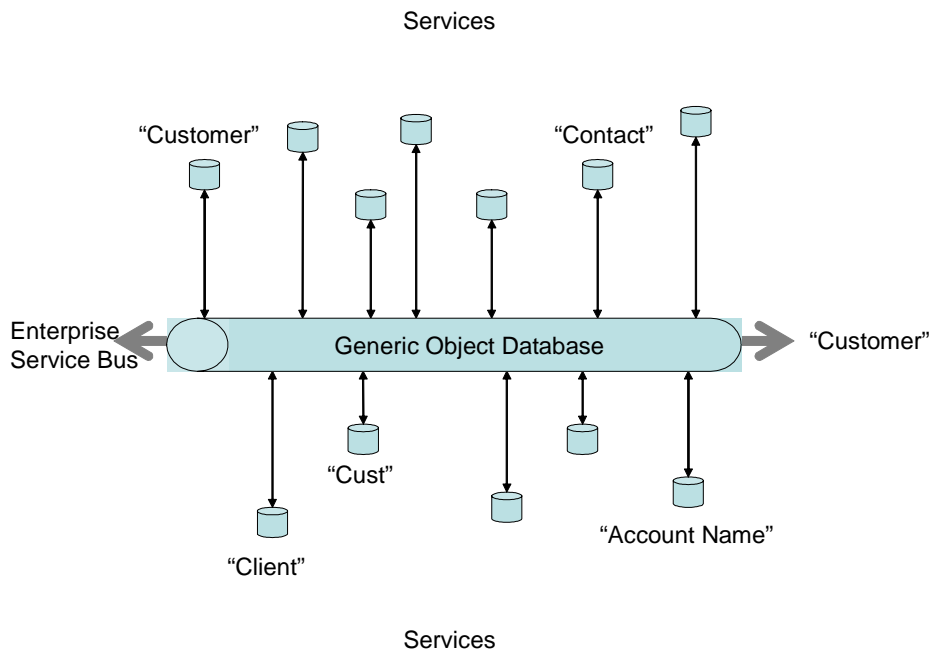 Services
“Customer”
“Contact”
Enterprise
Service Bus
Generic Object Database
“Customer”
“Cust”
“Account Name”
“Client”
Services